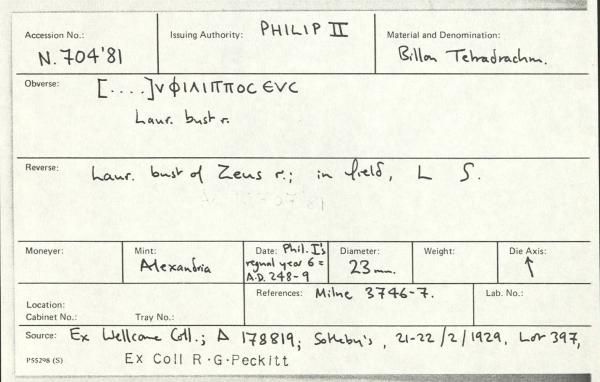 Accession No.: Issuing Authority: PHILIP II Material and Denomination:
N. 704'81 Billon Tetradrachm.
Obverse: [....]VΦΙΛΙΠΠΟϹ ЄVϹ
Laur. bust r.
Reverse: Laur. bust of Zeus r.; in field, L S.
Moneyer: Mint: Date: Phil. I's Diameter: Weight: Die Axis:
Alexandria regnal year 6 = 23 mm. ↑
A.D. 248-9
References: Milne 3746-7. Lab. No.:
Location:
Cabinet No.: Tray No.:
Source: Ex Wellcome Coll.; A 178819; Sotheby's, 21-22/2/1929, Lot 397,
P55298 (S) Ex Coll R.G.Peckitt